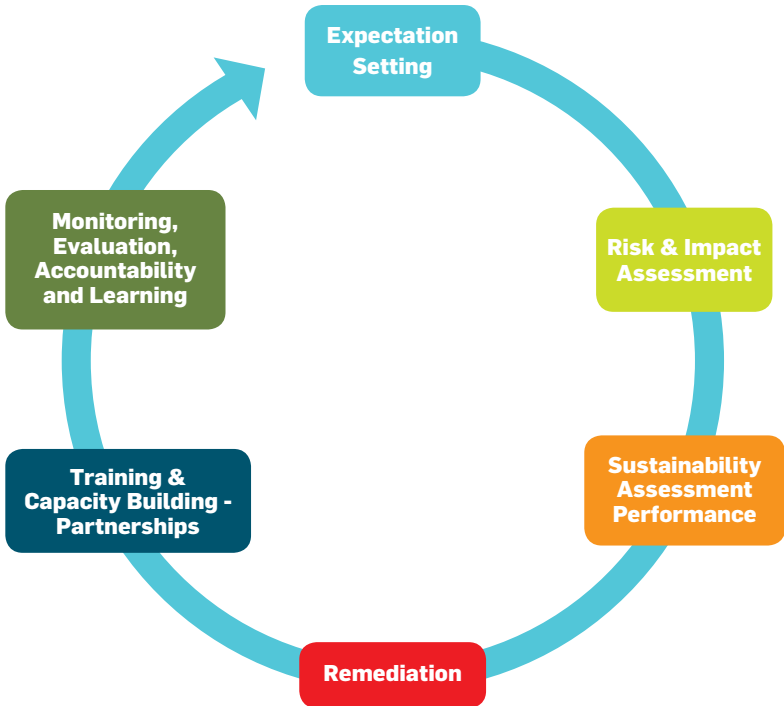 Expectation
Setting
Risk & Impact
Assessment
Sustainability
Assessment
Performance
Remediation
Training &
Capacity Building -
Partnerships
Monitoring,
Evaluation,
Accountability
and Learning